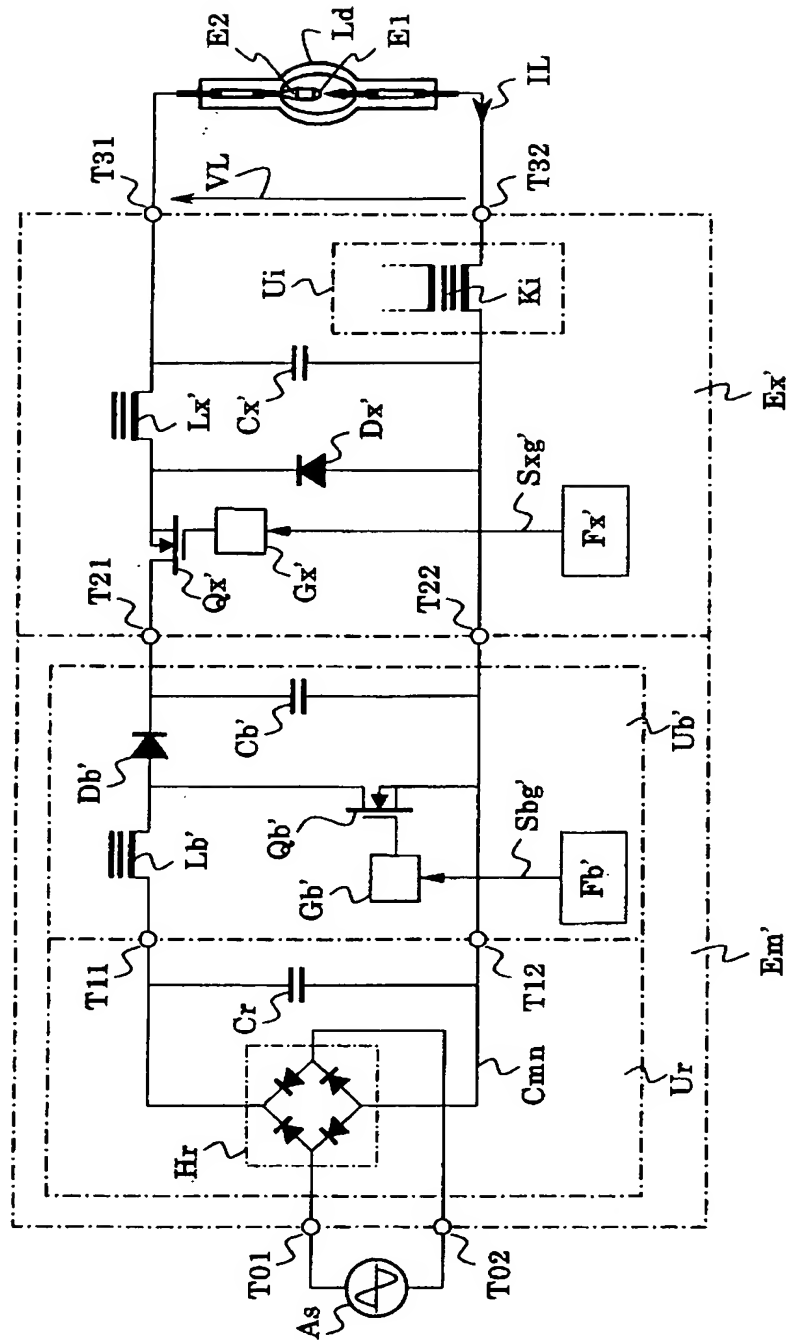 As
T01
T02
Hr
Cr
T11
T12
Cmn
Ur
Lb'
Db'
Cb'
Qb'
Gb'
Sbg'
Fb'
Ub'
Em'
T21
T22
Qx'
Gx'
Lx'
Cx'
Dx'
Sxg'
Fx'
Ex'
Ui
Ki
T31
T32
VL
E2
Ld
E1
IL